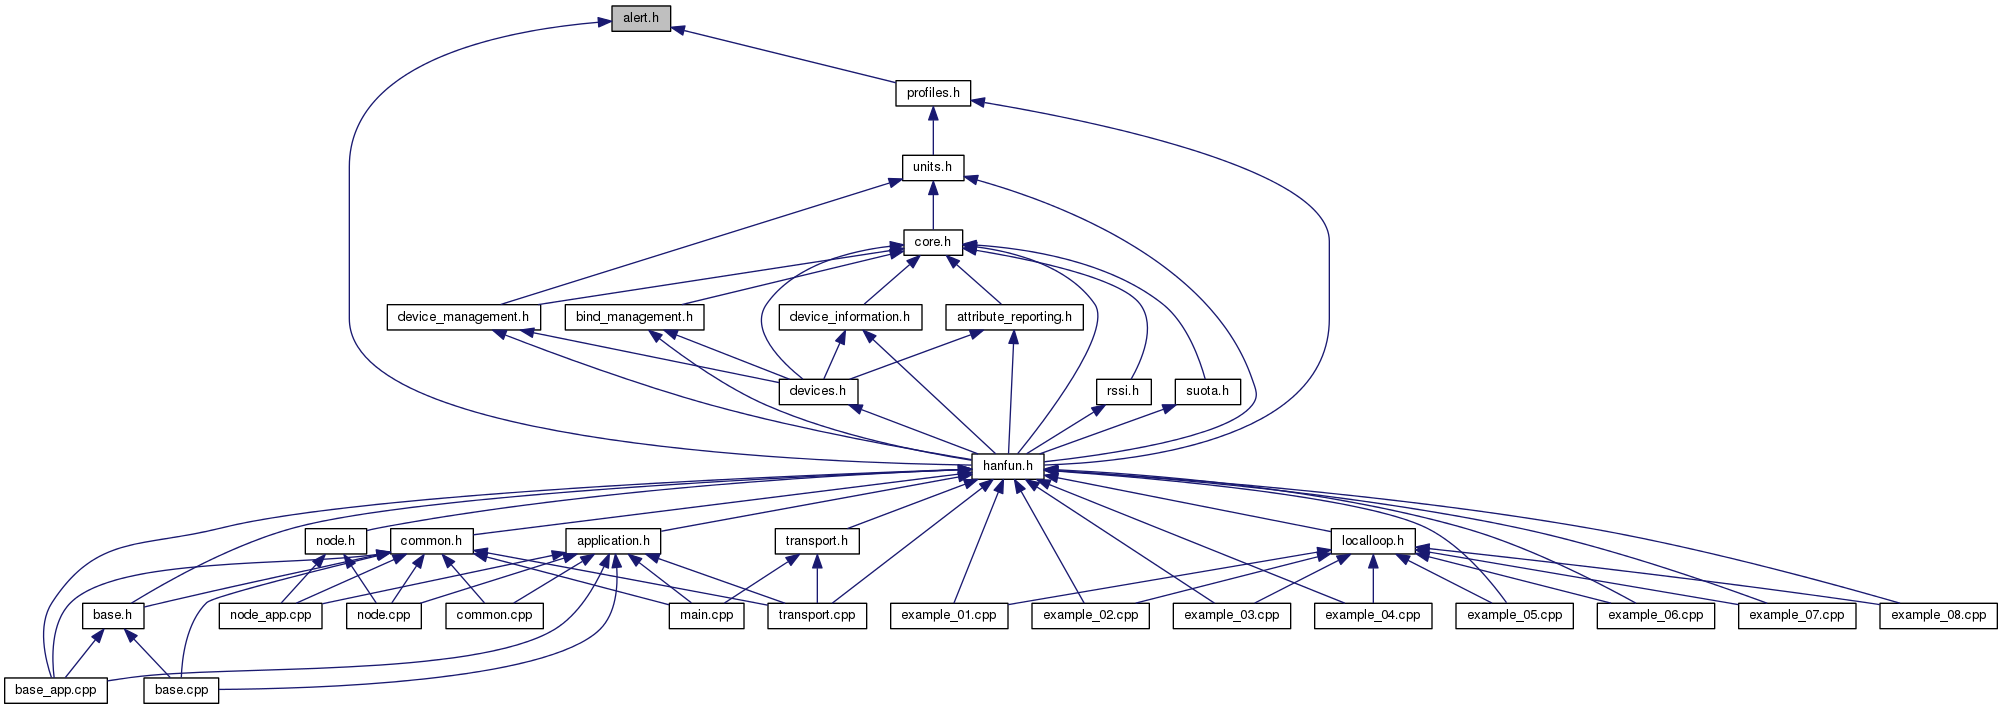 alert.h
profiles.h
units.h
core.h
device_management.h
bind_management.h
device_information.h
attribute_reporting.h
devices.h
rssi.h
suota.h
hanfun.h
node.h
common.h
application.h
transport.h
localloop.h
base.h
node_app.cpp
node.cpp
common.cpp
main.cpp
transport.cpp
example_01.cpp
example_02.cpp
example_03.cpp
example_04.cpp
example_05.cpp
example_06.cpp
example_07.cpp
example_08.cpp
base_app.cpp
base.cpp